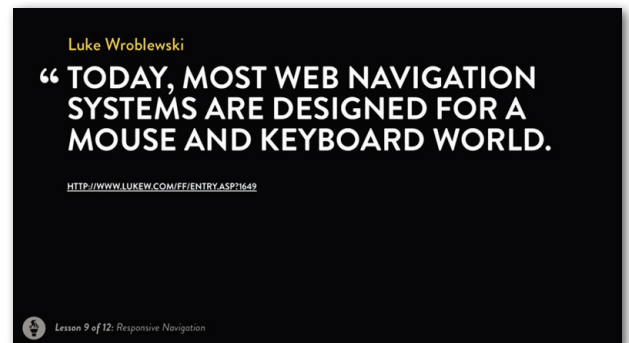 Luke Wroblewski
“ TODAY, MOST WEB NAVIGATION
SYSTEMS ARE DESIGNED FOR A
MOUSE AND KEYBOARD WORLD.
HTTP://WWW.LUKEW.COM/FF/ENTRY.ASP?1649
Lesson 9 of 12: Responsive Navigation